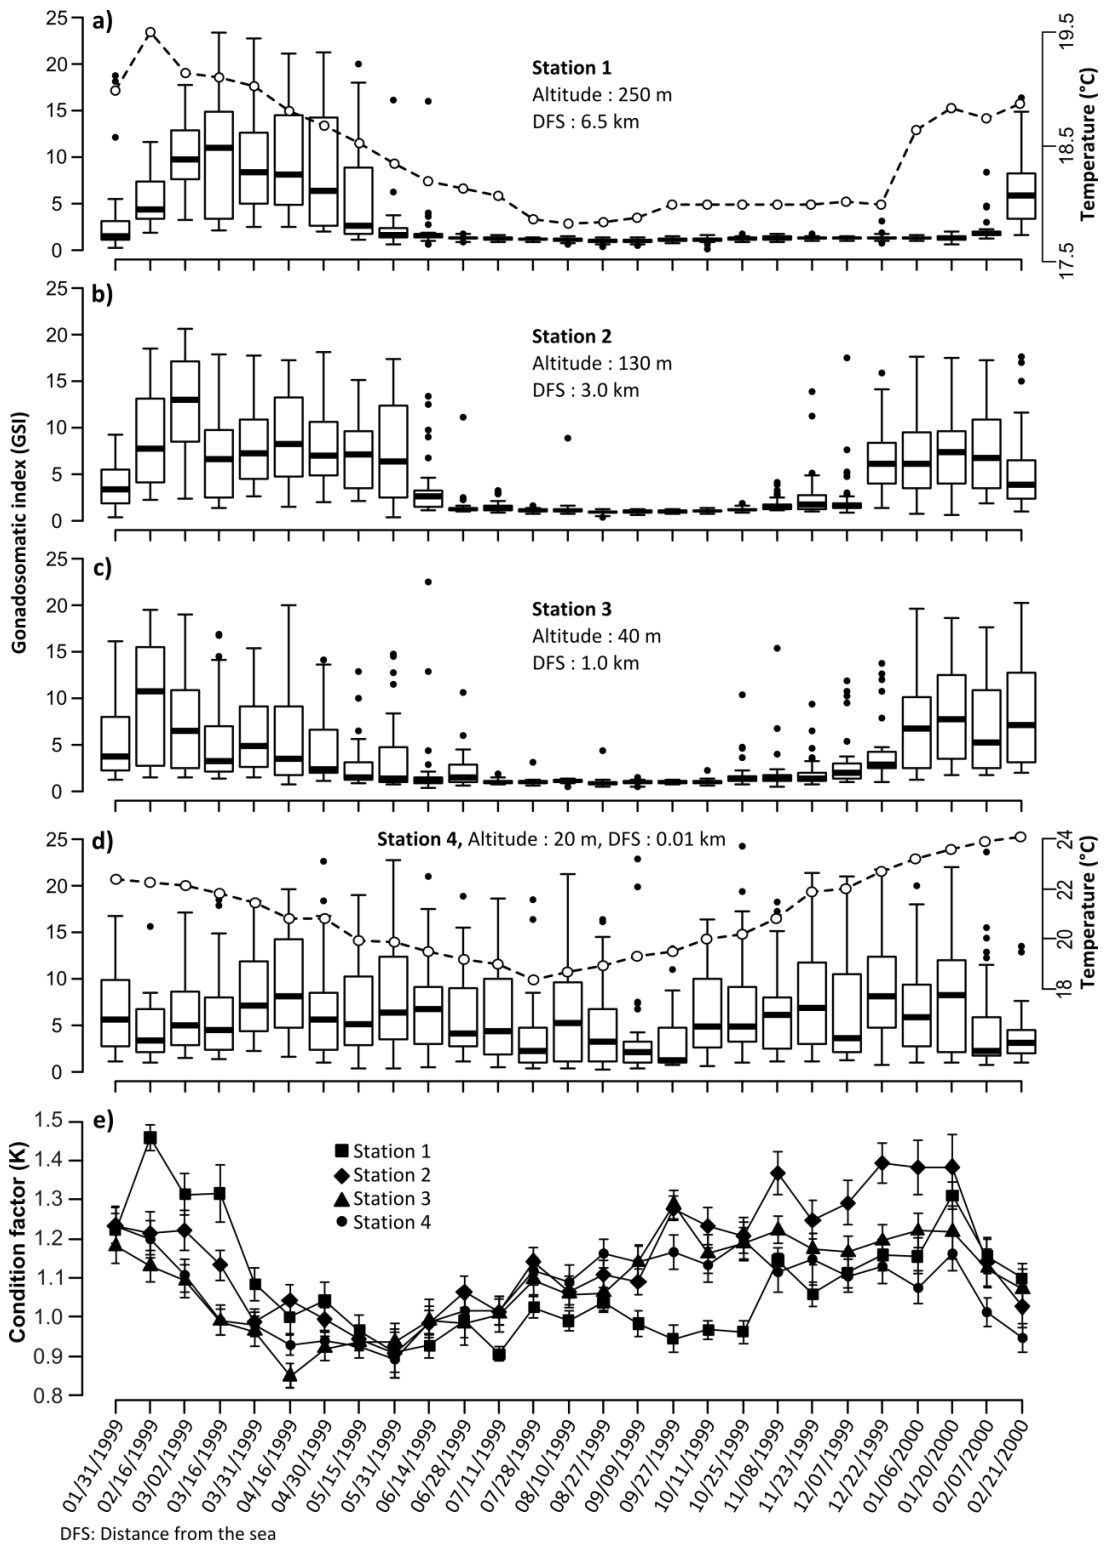 a)
25
20
15
10
5
0
Station 1
Altitude : 250 m
DFS : 6.5 km
19.5
18.5
17.5
Temperature (°C)
b)
25
20
15
10
5
0
Station 2
Altitude : 130 m
DFS : 3.0 km
Gonadosomatic index (GSI)
c)
25
20
15
10
5
0
Station 3
Altitude : 40 m
DFS : 1.0 km
d)
25
20
15
10
5
0
Station 4, Altitude : 20 m, DFS : 0.01 km
24
22
20
18
Temperature (°C)
e)
1.5
1.4
1.3
1.2
1.1
1.0
0.9
0.8
Condition factor (K)
Station 1
Station 2
Station 3
Station 4
01/31/1999
02/16/1999
03/02/1999
03/16/1999
03/31/1999
04/16/1999
04/30/1999
05/15/1999
05/31/1999
06/14/1999
06/28/1999
07/11/1999
07/28/1999
08/10/1999
08/27/1999
09/09/1999
09/27/1999
10/11/1999
10/25/1999
11/08/1999
11/23/1999
12/07/1999
12/22/1999
01/06/2000
01/20/2000
02/07/2000
02/21/2000
DFS: Distance from the sea